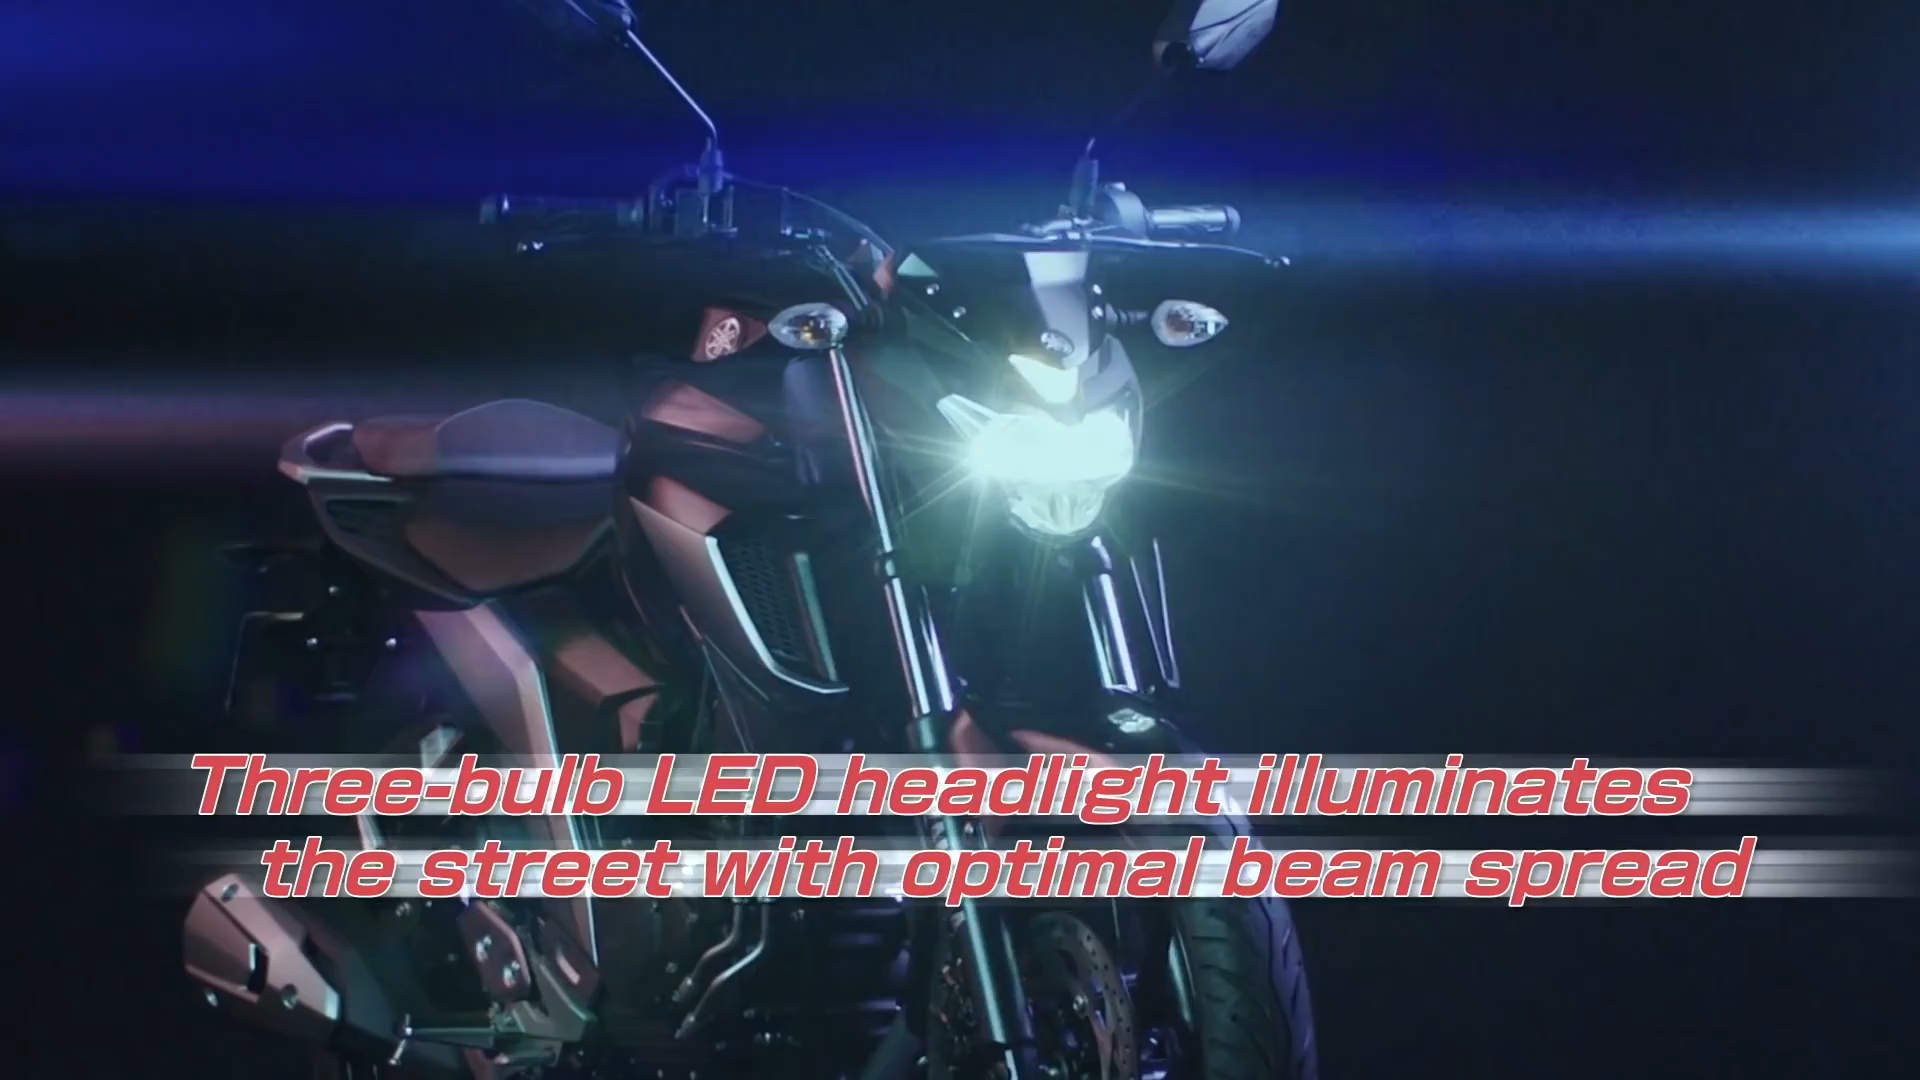 Three-bulb LED headlight illuminates
the street with optimal beam spread